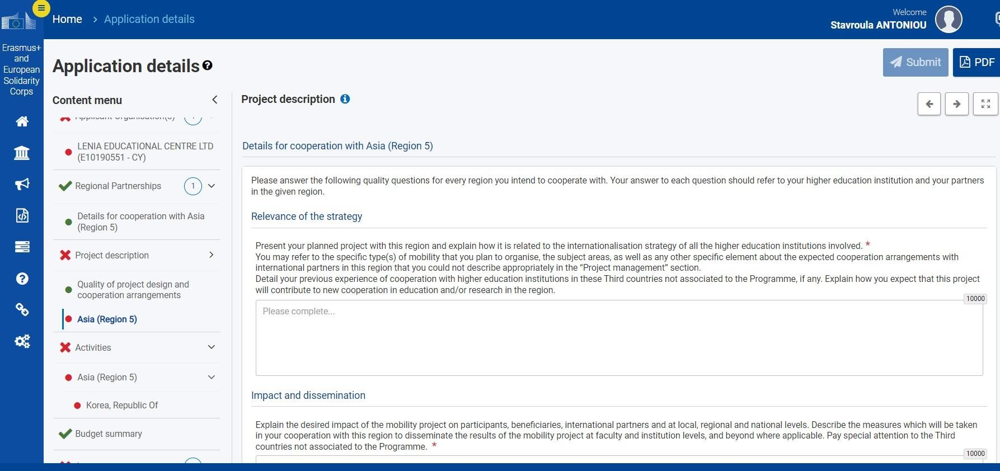 Home > Application details
Welcome
Stavroula ANTONIOU
Erasmus+
and
European
Solidarity
Corps
Application details
Submit
PDF
Content menu
Applicant Organisation(s)
LENIA EDUCATIONAL CENTRE LTD
(E10190551 - CY)
Regional Partnerships 1
Details for cooperation with Asia
(Region 5)
Project description
Quality of project design and
cooperation arrangements
Asia (Region 5)
Activities
Asia (Region 5)
Korea, Republic Of
Budget summary
Project description
Details for cooperation with Asia (Region 5)
Please answer the following quality questions for every region you intend to cooperate with. Your answer to each question should refer to your higher education institution and your partners
in the given region.
Relevance of the strategy
Present your planned project with this region and explain how it is related to the internationalisation strategy of all the higher education institutions involved. *
You may refer to the specific type(s) of mobility that you plan to organise, the subject areas, as well as any other specific element about the expected cooperation arrangements with
international partners in this region that you could not describe appropriately in the “Project management” section.
Detail your previous experience of cooperation with higher education institutions in these Third countries not associated to the Programme, if any. Explain how you expect that this project
will contribute to new cooperation in education and/or research in the region.
10000
Please complete...
Impact and dissemination
Explain the desired impact of the mobility project on participants, beneficiaries, international partners and at local, regional and national levels. Describe the measures which will be taken
in your cooperation with this region to disseminate the results of the mobility project at faculty and institution levels, and beyond where applicable. Pay special attention to the Third
countries not associated to the Programme. *
10000